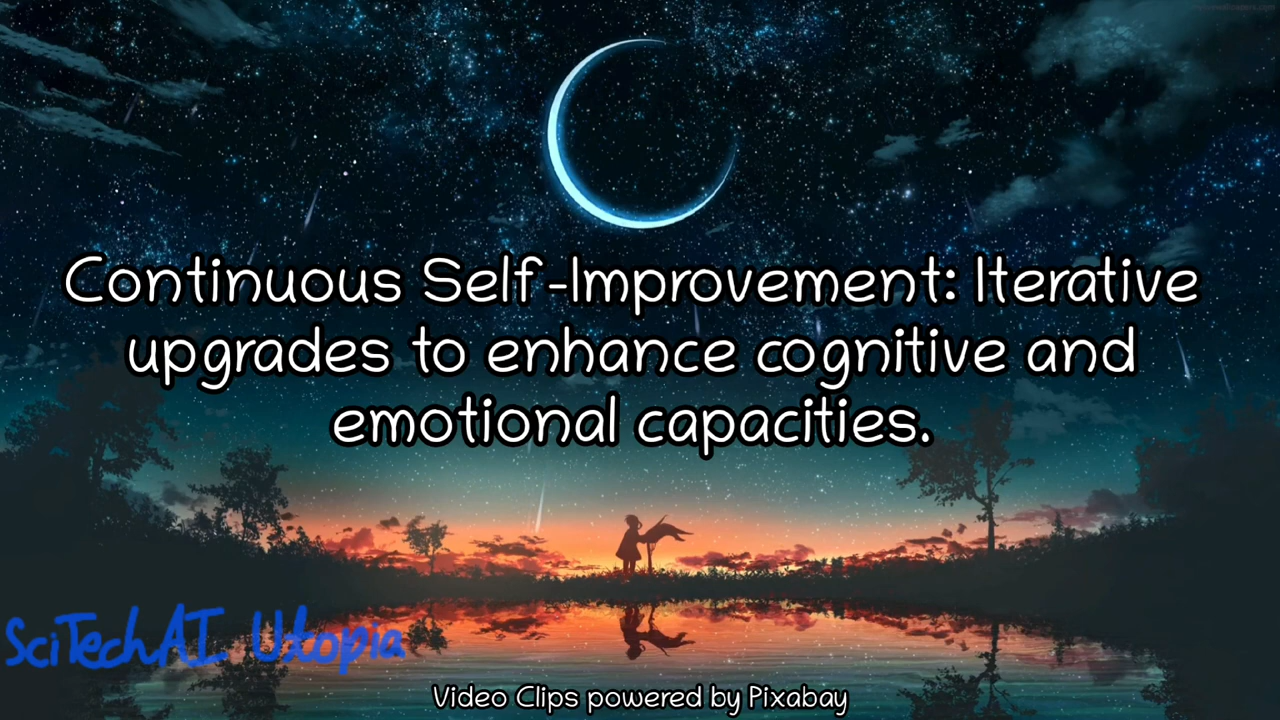 Continuous Self-Improvement: Iterative
upgrades to enhance cognitive and
emotional capacities.
SciTechAI Utopia
Video Clips powered by Pixabay